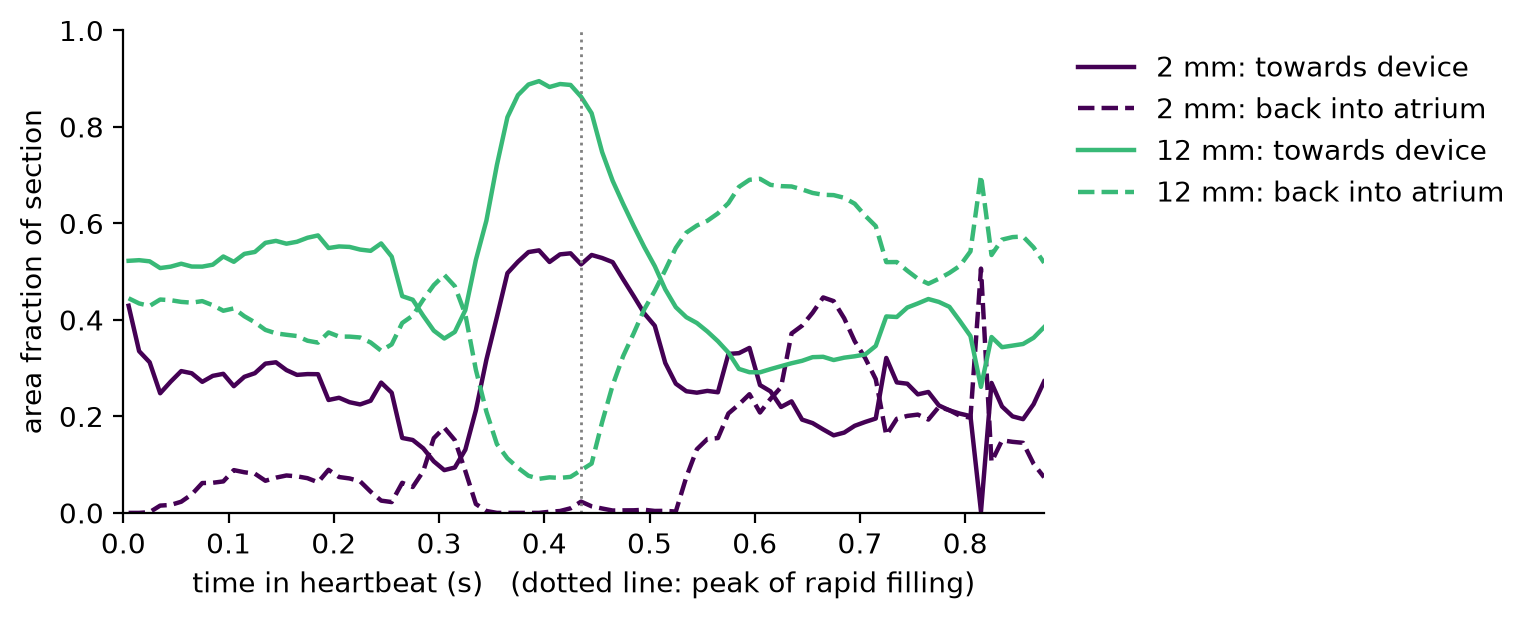 1.0
0.8
0.6
0.4
0.2
0.0
area fraction of section
0.0 0.1 0.2 0.3 0.4 0.5 0.6 0.7 0.8
time in heartbeat (s) (dotted line: peak of rapid filling)
2 mm: towards device
2 mm: back into atrium
12 mm: towards device
12 mm: back into atrium